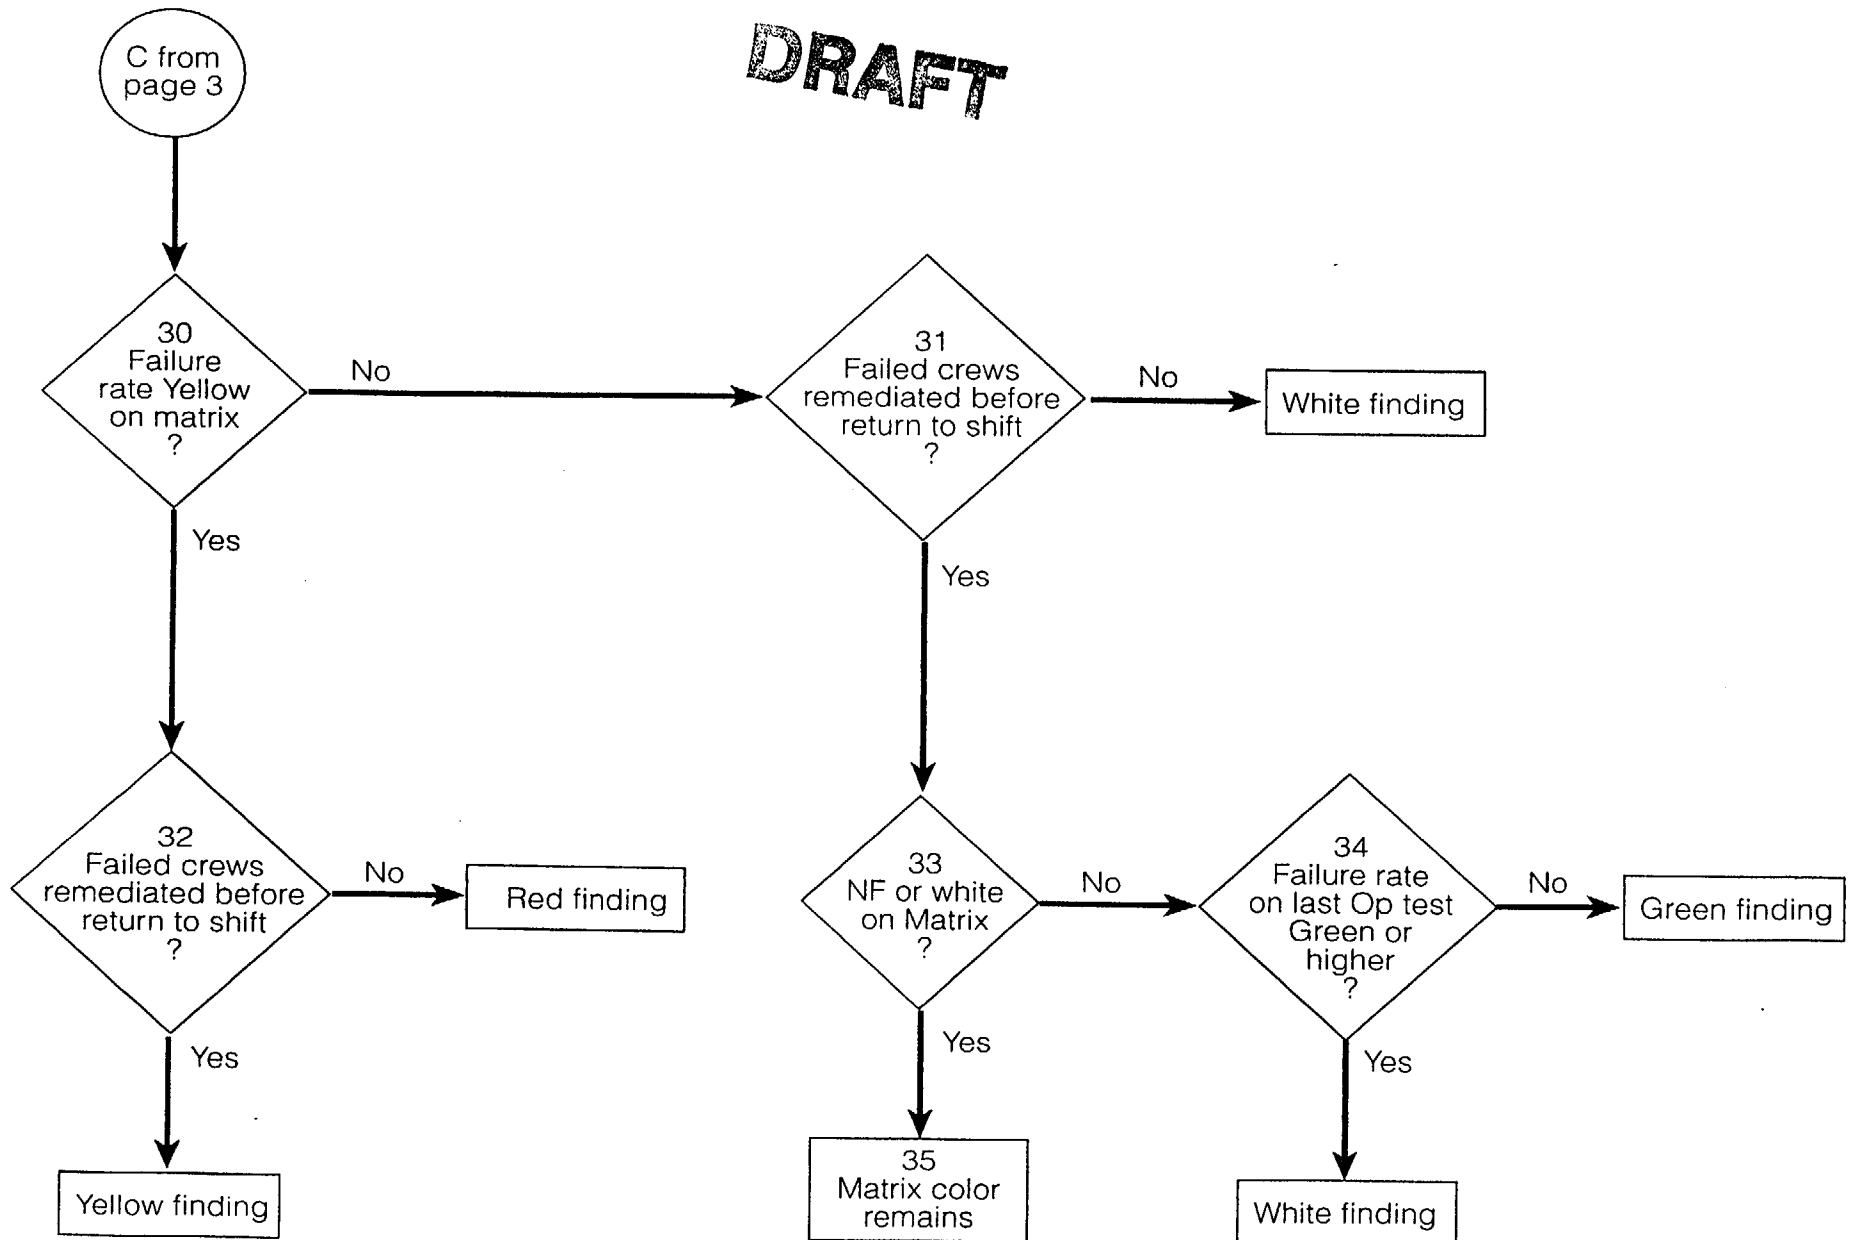 C from
page 3
DRAFT
30
Failure
rate Yellow
on matrix
?
No
31
Failed crews
remediated before
return to shift
?
No
White finding
Yes
Yes
32
Failed crews
remediated before
return to shift
?
No
Red finding
33
NF or white
on Matrix
?
No
34
Failure rate
on last Op test
Green or
higher
?
No
Green finding
Yes
Yes
Yes
Yellow finding
35
Matrix color
remains
White finding